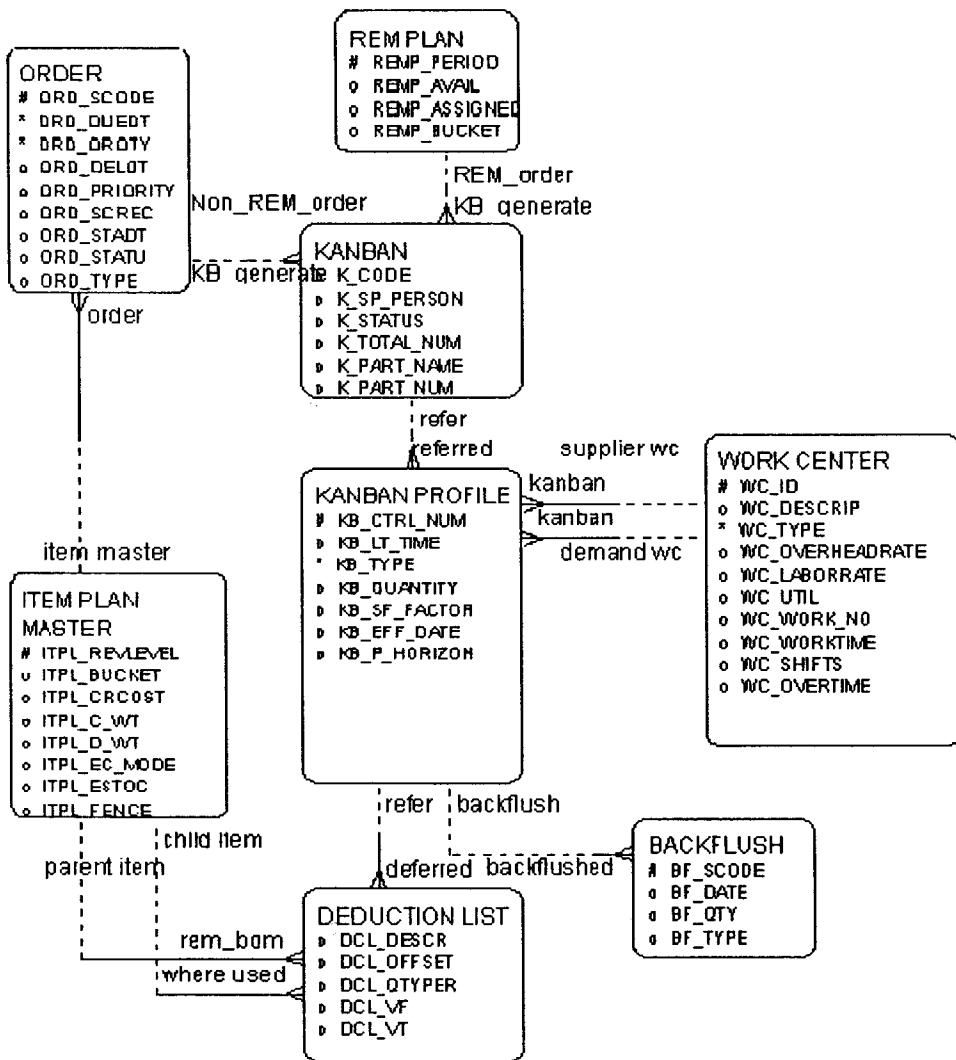 REM PLAN
# REMP_PERIOD
o REMP_AVAIL
o REMP_ASSIGNED
o REMP_BUCKET
ORDER
# ORD_SCODE
* ORD_DUEDT
* ORD_ORQTY
o ORD_DELQT
o ORD_PRIORITY
o ORD_SCREC
o ORD_STADT
o ORD_STATU
o ORD_TYPE
REM_order
KB generate
Non_REM_order
KB generate
order
KANBAN
K_CODE
o K_SP_PERSON
o K_STATUS
o K_TOTAL_NUM
o K_PART_NAME
o K_PART_NUM
refer
referred
supplier wc
kanban
kanban
demand wc
KANBAN PROFILE
# KB_CTRL_NUM
o KB_LT_TIME
* KB_TYPE
o KB_QUANTITY
o KB_SF_FACTOR
o KB_EFF_DATE
o KB_P_HORIZON
WORK CENTER
# WC_ID
o WC_DESCRIP
* WC_TYPE
o WC_OVERHEADRATE
o WC_LABORRATE
o WC_UTIL
o WC_WORK_NO
o WC_WORKTIME
o WC_SHIFTS
o WC_OVERTIME
item master
ITEM PLAN
MASTER
# ITPL_REVLEVEL
o ITPL_BUCKET
o ITPL_CRCOST
o ITPL_C_WT
o ITPL_D_WT
o ITPL_EC_MODE
o ITPL_ESTOC
o ITPL_FENCE
child item
parent item
refer
backflush
deferred
backflushed
BACKFLUSH
# BF_SCODE
o BF_DATE
o BF_QTY
o BF_TYPE
rem_bom
where used
DEDUCTION LIST
o DCL_DESCR
o DCL_OFFSET
o DCL_QTYPER
o DCL_VF
o DCL_VT